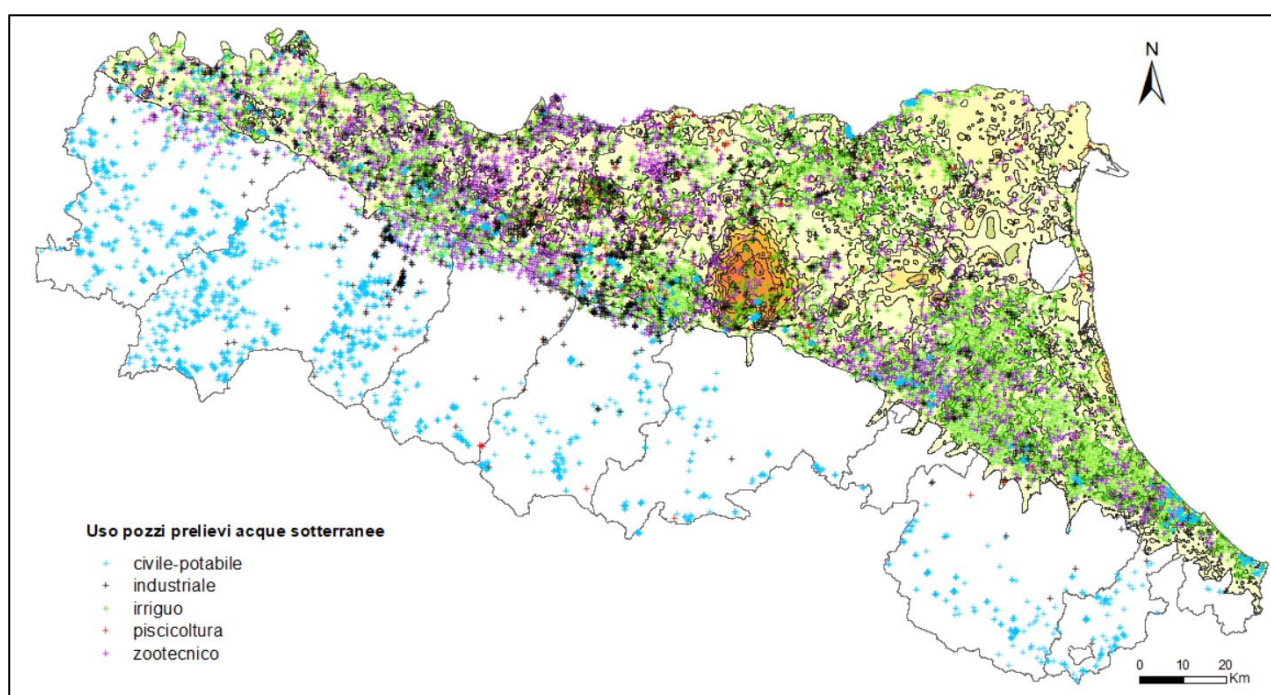 N
Uso pozzi prelievi acque sotterranee
civile-potabile
industriale
irriguo
piscicoltura
zootecnico
0 10 20
Km